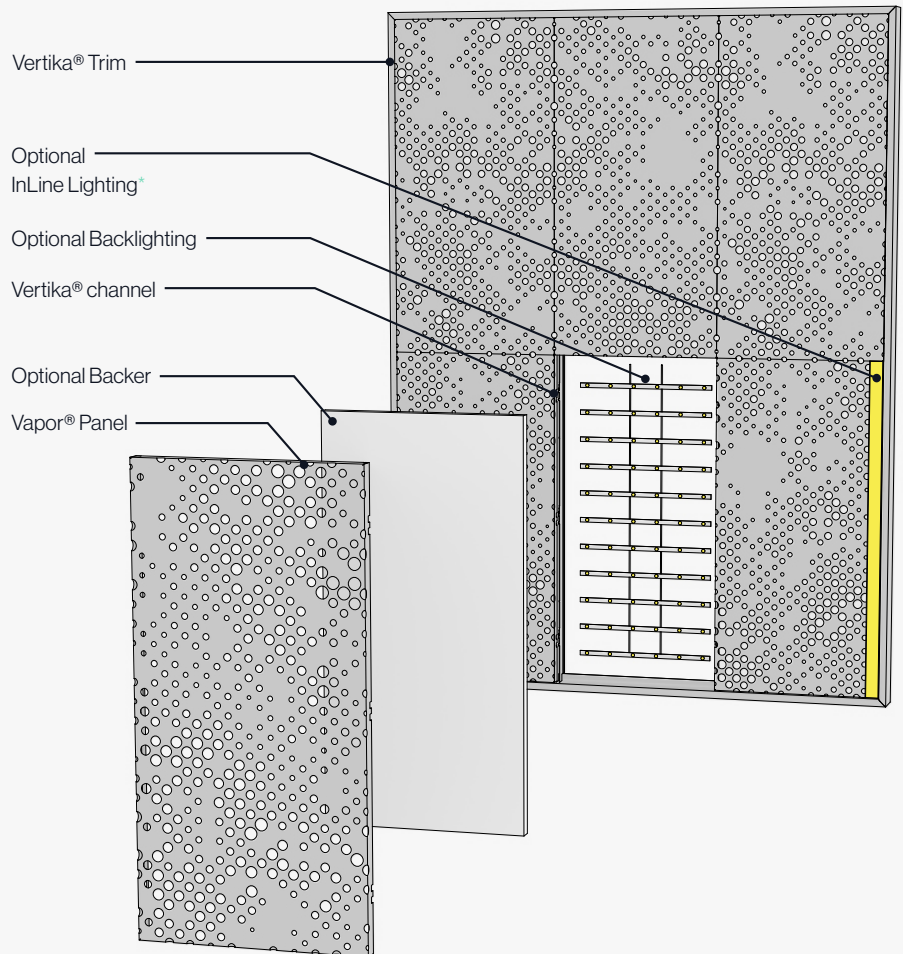 Vertika® Trim
Optional
InLine Lighting*
Optional Backlighting
Vertika® channel
Optional Backer
Vapor® Panel